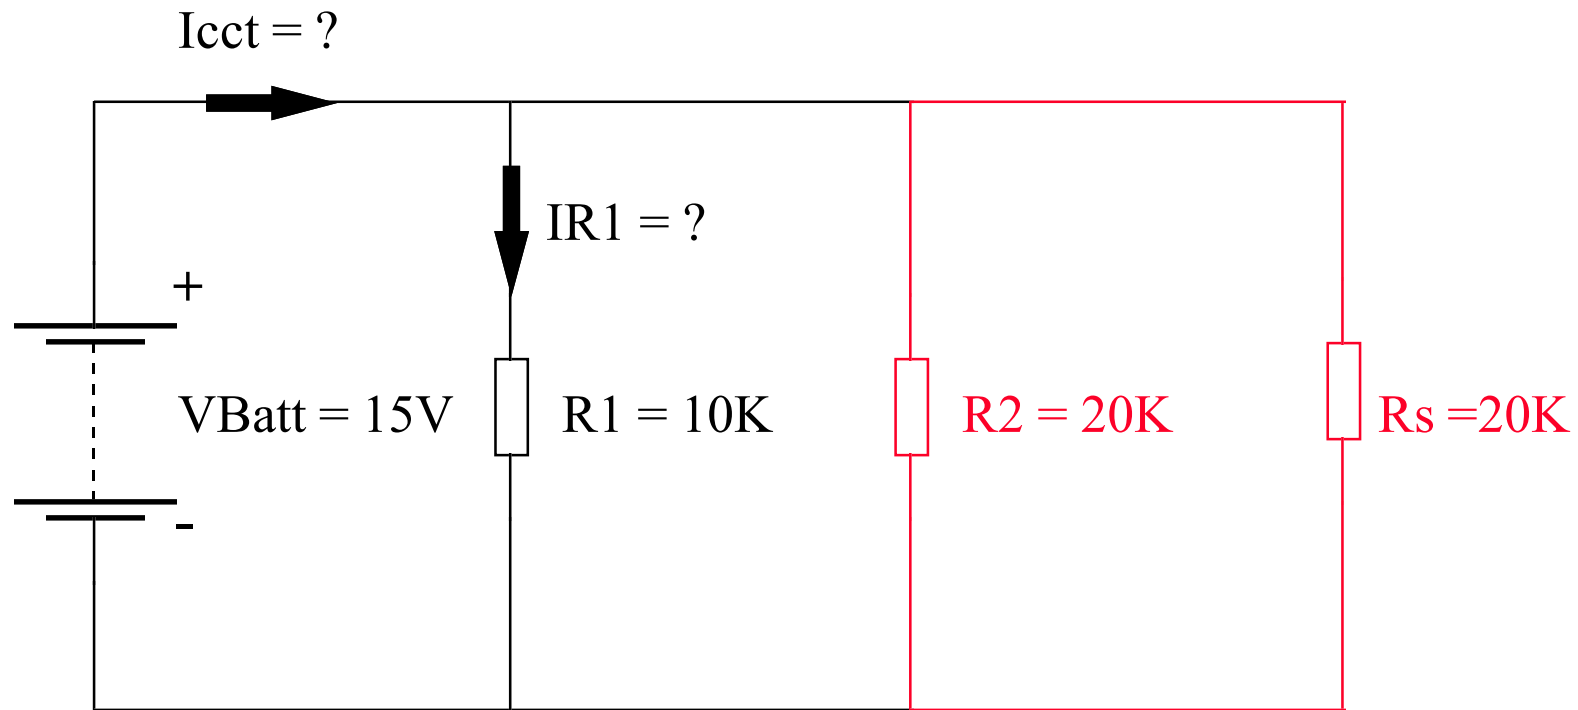 Icct = ?
IR1 = ?
+
VBatt = 15V
R1 = 10K
R2 = 20K
Rs =20K
-